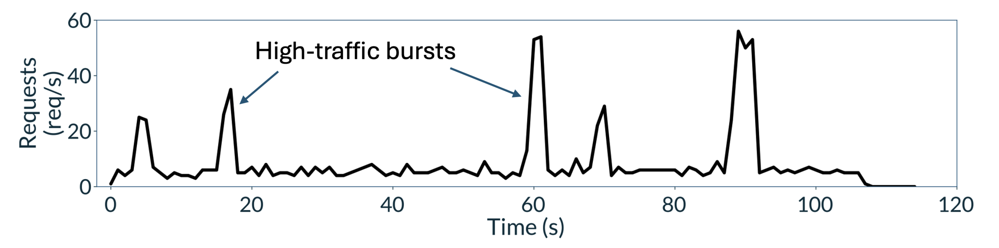 High-traffic bursts
Requests
(req/s)
60
40
20
0
0 20 40 60 80 100 120
Time (s)